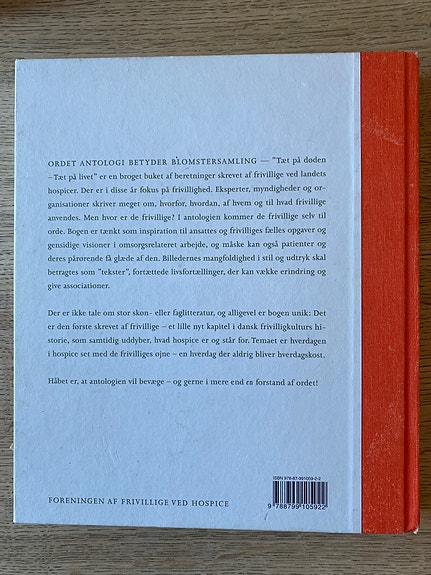 ORDET ANTOLOGI BETYDER BLOMSTERSAMLING — "Tæt på døden
– Tæt på livet" er en broget buket af beretninger skrevet af frivillige ved landets
hospicer. Der er i disse år fokus på frivillighed. Eksperter, myndigheder og or-
ganisationer skriver meget om, hvorfor, hvordan, af hvem og til hvad frivillige
anvendes. Men hvor er de frivillige? I antologien kommer de frivillige selv til
orde. Bogen er tænkt som inspiration til ansattes og frivilliges fælles opgaver og
gensidige visioner i omsorgsrelateret arbejde, og måske kan også patienter og
deres pårørende få glæde af den. Billedernes mangfoldighed i stil og udtryk skal
betragtes som "tekster", fortættede livsfortællinger, der kan vække erindring og
give associationer.
Der er ikke tale om stor skøn- eller faglitteratur, og alligevel er bogen unik: Det
er den første skrevet af frivillige – et lille nyt kapitel i dansk frivilligkulturs hi-
storie, som samtidig uddyber, hvad hospice er og står for. Temaet er hverdagen
i hospice set med de frivilliges øjne – en hverdag der aldrig bliver hverdagskost.
Håbet er, at antologien vil bevæge – og gerne i mere end en forstand af ordet!
ISBN 978-87-991059-2-2
9 788799 105922
FORENINGEN AF FRIVILLIGE VED HOSPICE